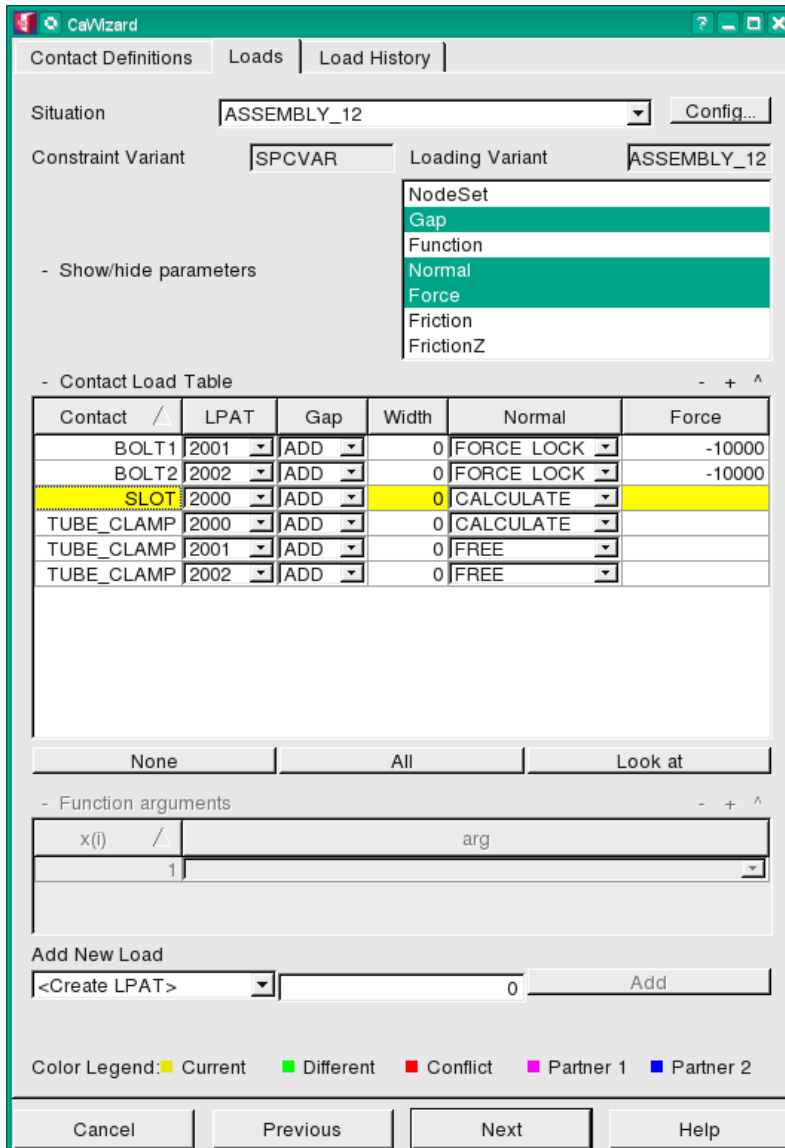 CaWizard
Contact Definitions Loads Load History
Situation ASSEMBLY_12 Config...
Constraint Variant SPCVAR Loading Variant ASSEMBLY_12
NodeSet
Gap
Function
- Show/hide parameters Normal
Force
Friction
FrictionZ
- Contact Load Table - + ^
Contact LPAT Gap Width Normal Force
BOLT1 2001 ADD 0 FORCE LOCK -10000
BOLT2 2002 ADD 0 FORCE LOCK -10000
SLOT 2000 ADD 0 CALCULATE
TUBE_CLAMP 2000 ADD 0 CALCULATE
TUBE_CLAMP 2001 ADD 0 FREE
TUBE_CLAMP 2002 ADD 0 FREE
None All Look at
- Function arguments - + ^
x(i) arg
1
Add New Load
<Create LPAT> 0 Add
Color Legend: Current Different Conflict Partner 1 Partner 2
Cancel Previous Next Help